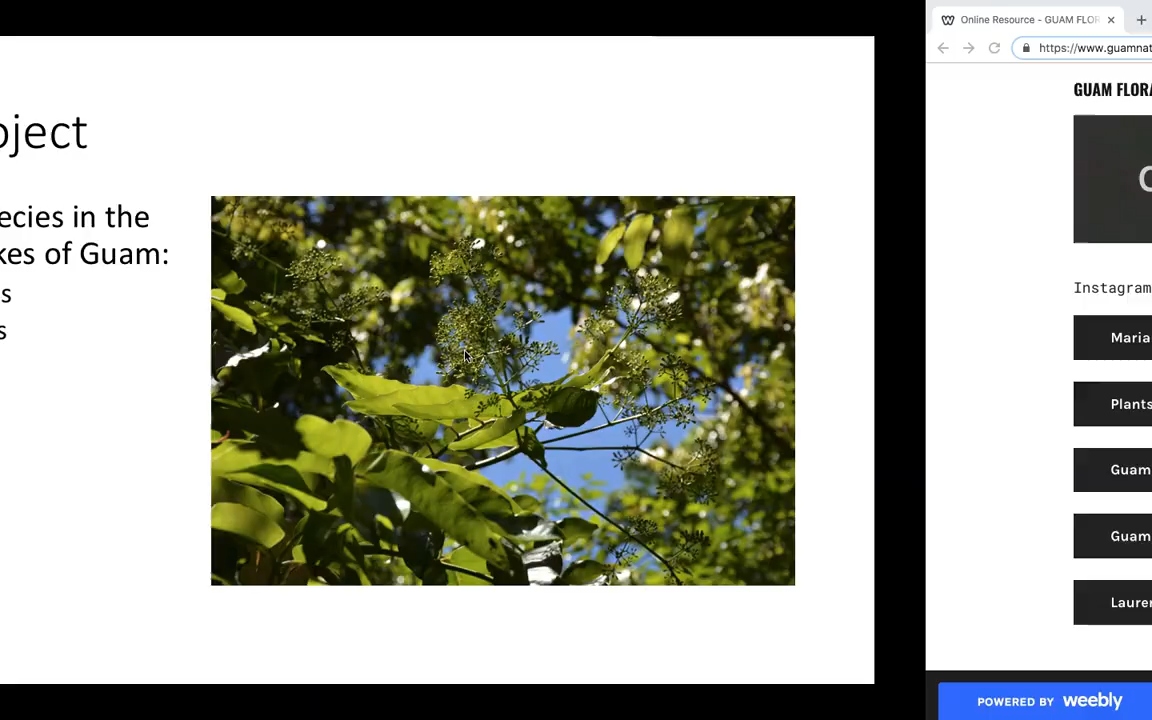 oject
ecies in the
kes of Guam:
s
s
Online Resource - GUAM FLOR
https://www.guamnat
GUAM FLORA
Instagram
Maria
Plants
Guam
Guam
Lauren
POWERED BY weebly